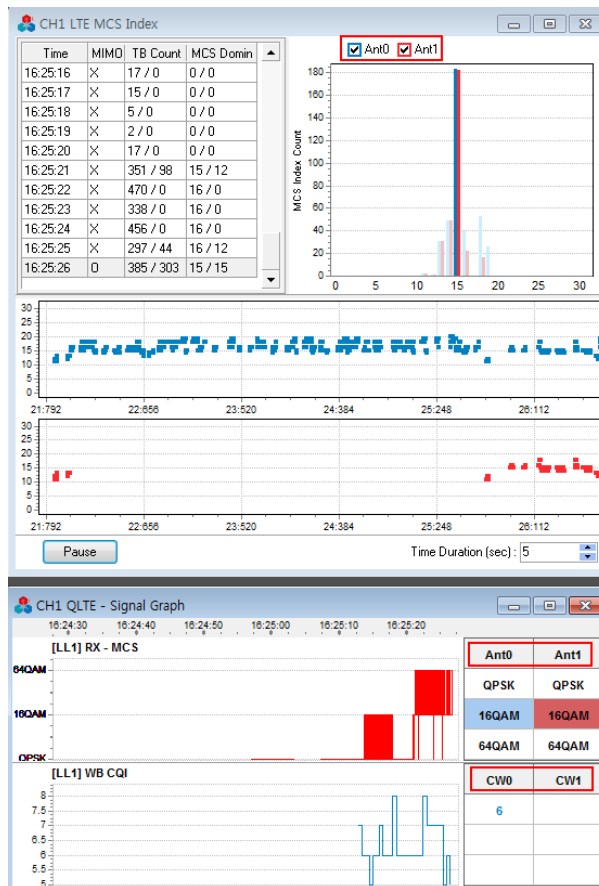 CH1 LTE MCS Index
Time MIMO TB Count MCS Domin
16:25:16 X 17 / 0 0 / 0
16:25:17 X 15 / 0 0 / 0
16:25:18 X 5 / 0 0 / 0
16:25:19 X 2 / 0 0 / 0
16:25:20 X 17 / 0 0 / 0
16:25:21 X 351 / 98 15 / 12
16:25:22 X 470 / 0 16 / 0
16:25:23 X 338 / 0 16 / 0
16:25:24 X 456 / 0 16 / 0
16:25:25 X 297 / 44 16 / 12
16:25:26 O 385 / 303 15 / 15
Ant0 Ant1
MCS Index Count
180
160
140
120
100
80
60
40
20
0
0 5 10 15 20 25 30
30
25
20
15
10
5
0
21:792 22:656 23:520 24:384 25:248 26:112
30
25
20
15
10
5
0
21:792 22:656 23:520 24:384 25:248 26:112
Pause
Time Duration (sec) : 5
CH1 QLTE - Signal Graph
16:24:30 16:24:40 16:24:50 16:25:00 16:25:10 16:25:20
[LL1] RX - MCS
64QAM
16QAM
QPSK
Ant0 Ant1
QPSK QPSK
16QAM 16QAM
64QAM 64QAM
[LL1] WB CQI
8
7.5
7
6.5
6
5.5
5
CW0 CW1
6